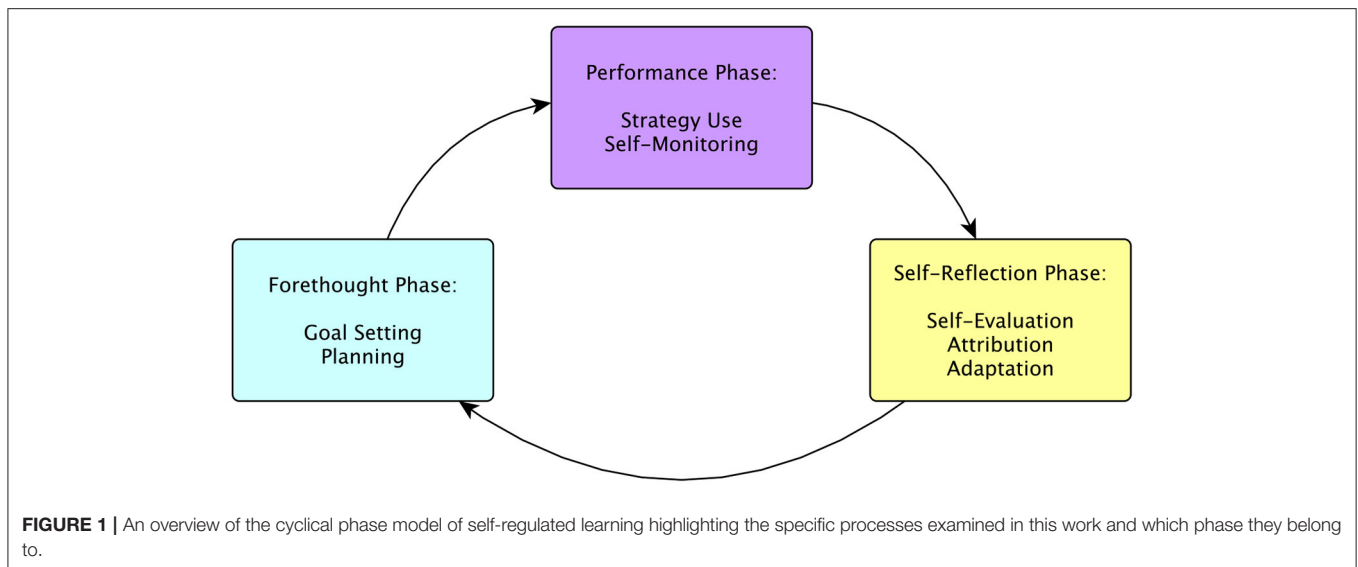 Performance Phase:
Strategy Use
Self-Monitoring
Forethought Phase:
Goal Setting
Planning
Self-Reflection Phase:
Self-Evaluation
Attribution
Adaptation
FIGURE 1 | An overview of the cyclical phase model of self-regulated learning highlighting the specific processes examined in this work and which phase they belong
to.